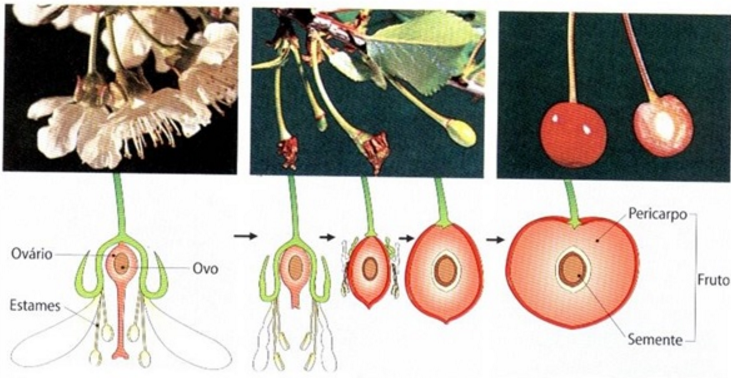 Ovário
Ovo
Estames
Pericarpo
Fruto
Semente